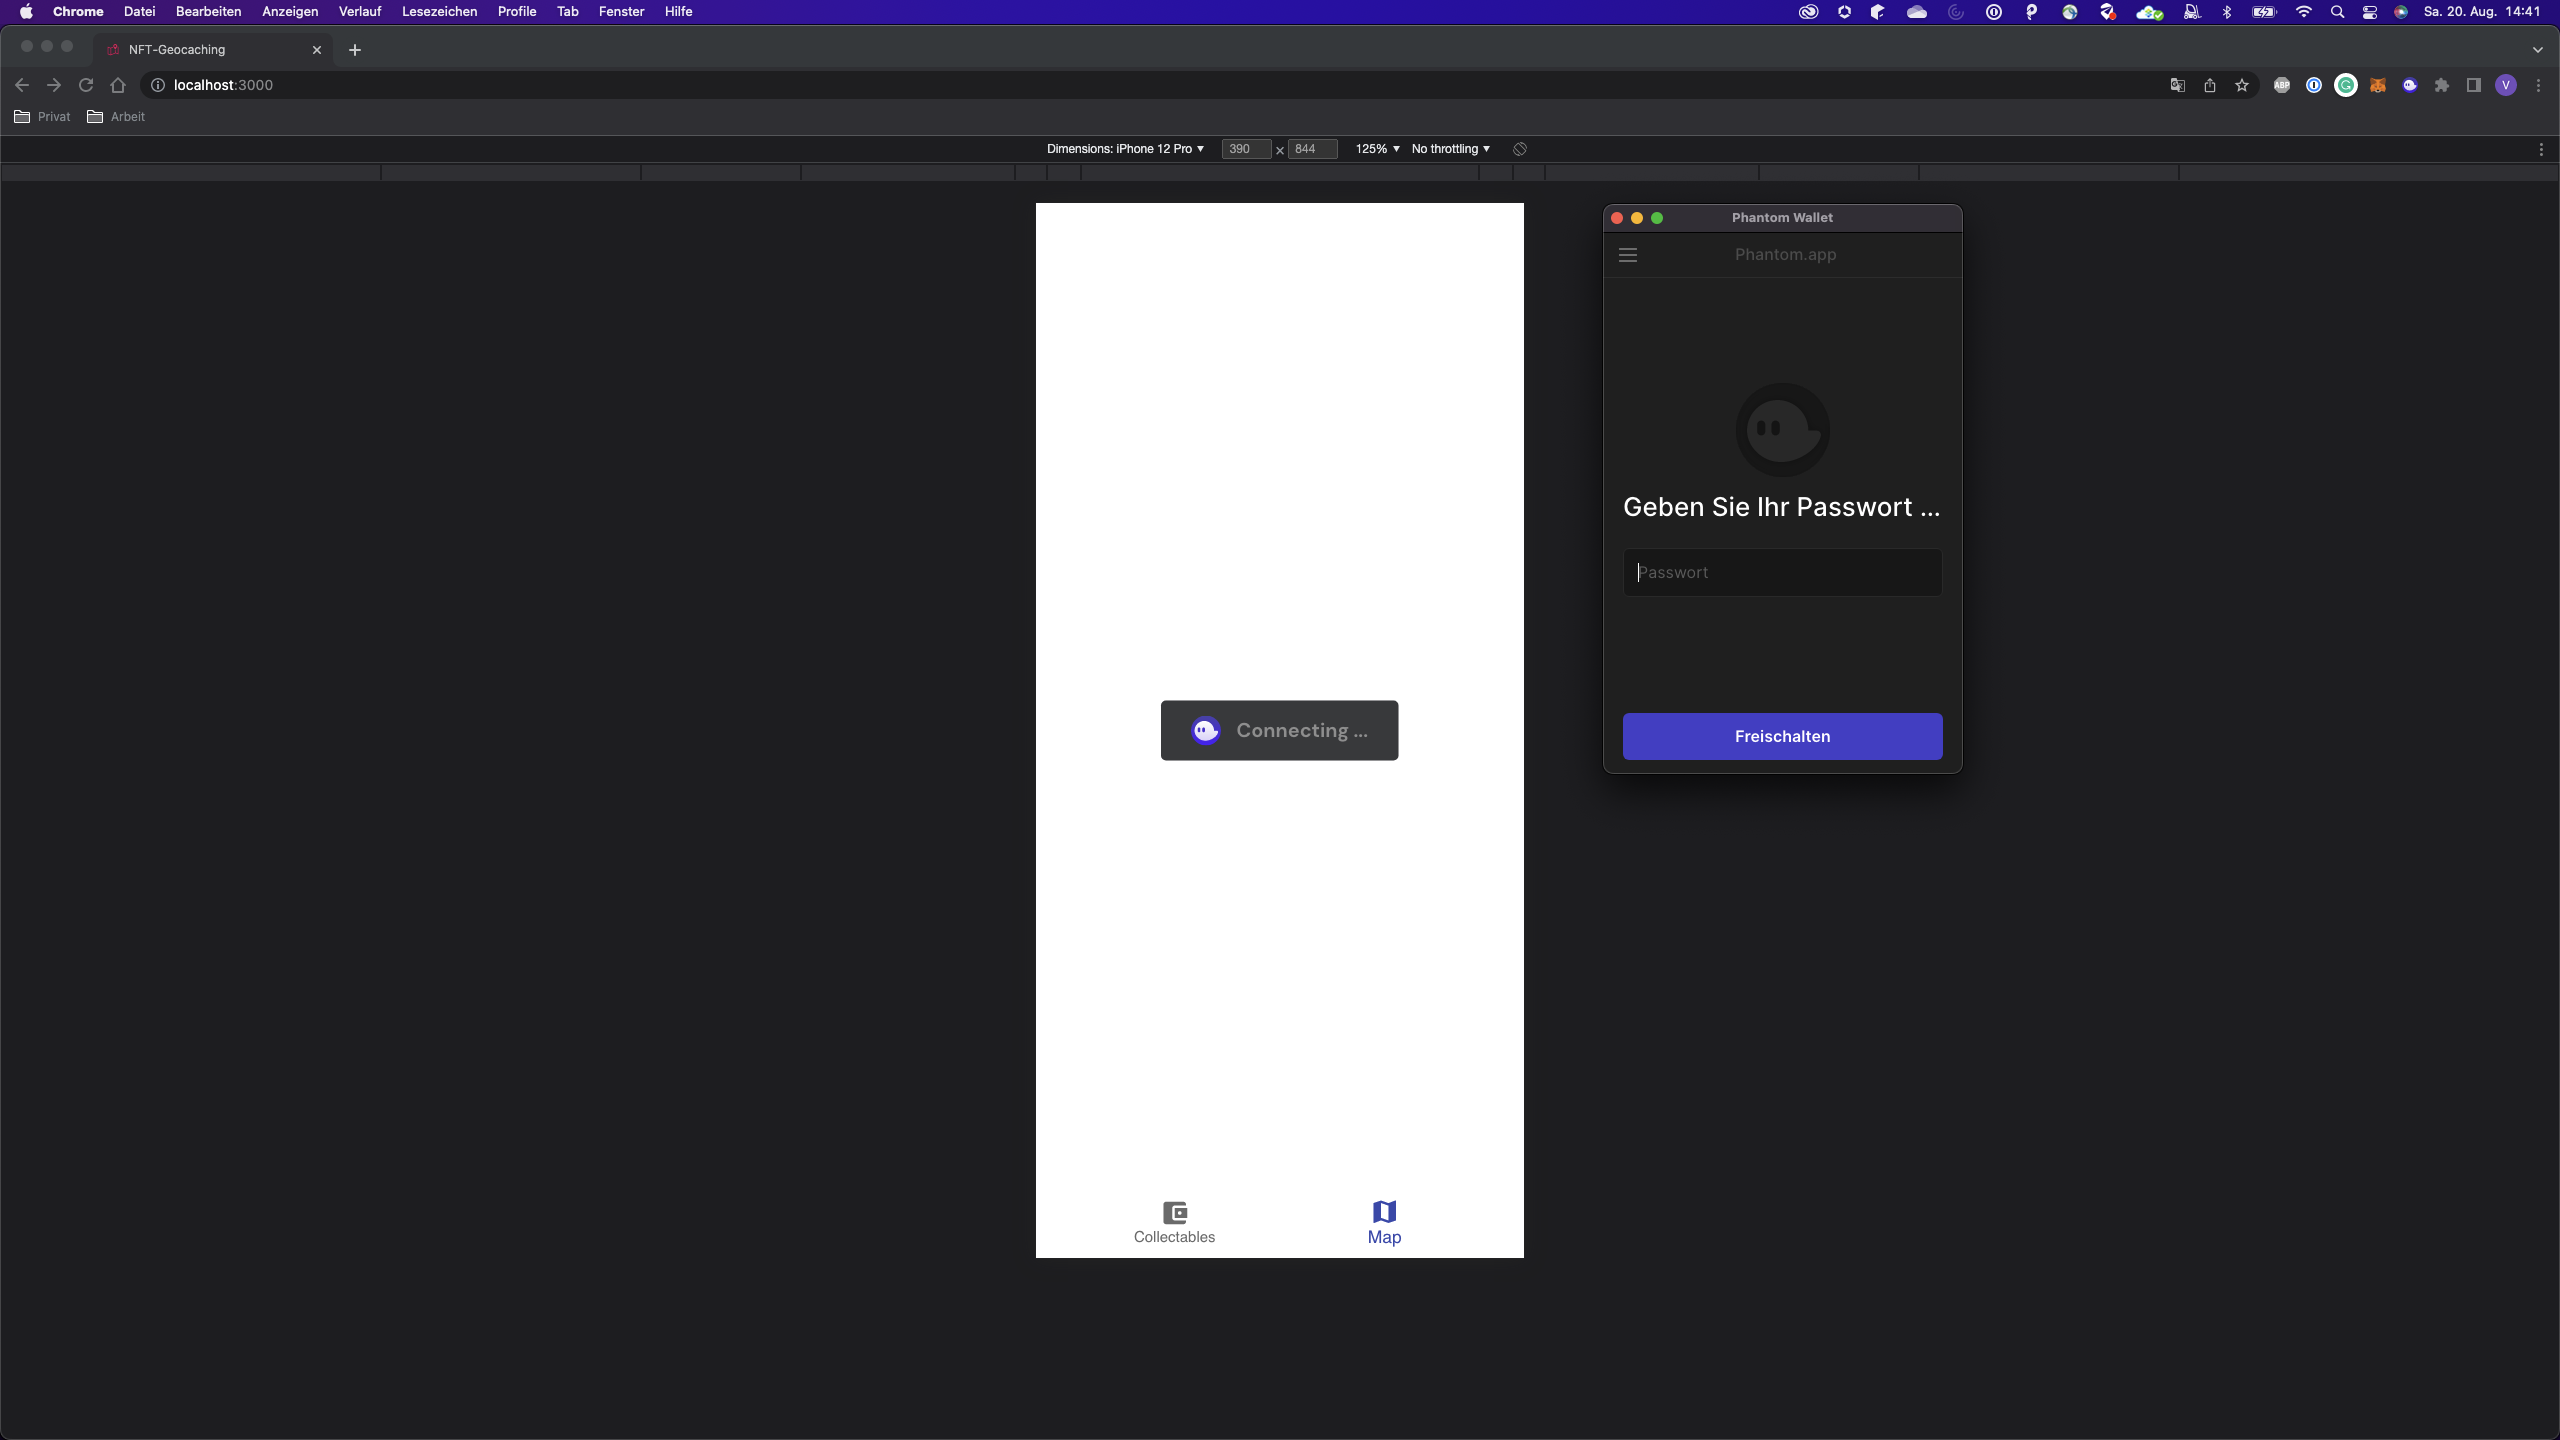 Chrome Datei Bearbeiten Anzeigen Verlauf Lesezeichen Profile Tab Fenster Hilfe Sa. 20. Aug. 14:41
NFT-Geocaching
localhost:3000
ABP V
Privat Arbeit
Dimensions: iPhone 12 Pro 390 x 844 125% No throttling
Phantom Wallet
Phantom.app
Geben Sie Ihr Passwort ...
Passwort
Connecting ...
Freischalten
Collectables Map